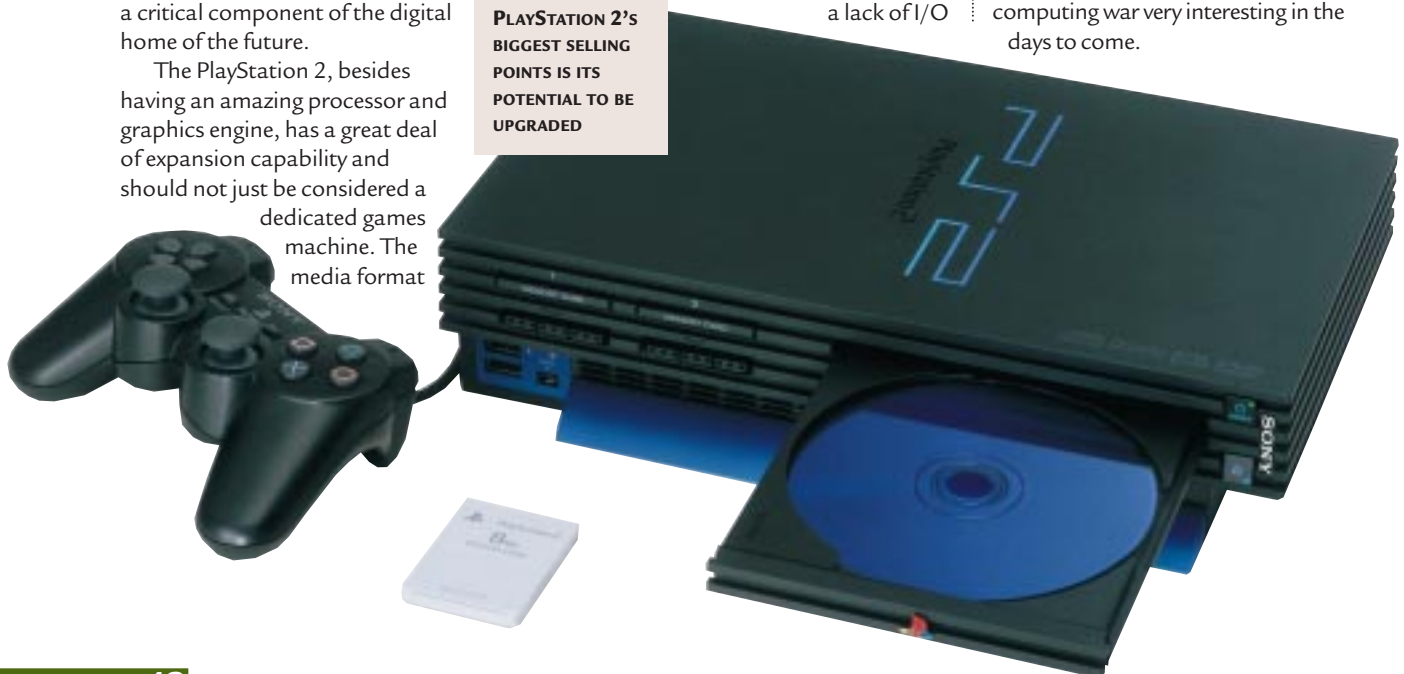 a critical component of the digital
home of the future.
The PlayStation 2, besides
having an amazing processor and
graphics engine, has a great deal
of expansion capability and
should not just be considered a
dedicated games
machine. The
media format
PLAYSTATION 2'S
BIGGEST SELLING
POINTS IS ITS
POTENTIAL TO BE
UPGRADED
a lack of I/O
computing war very interesting in the
days to come.
PS2
PlayStation 2
SONY